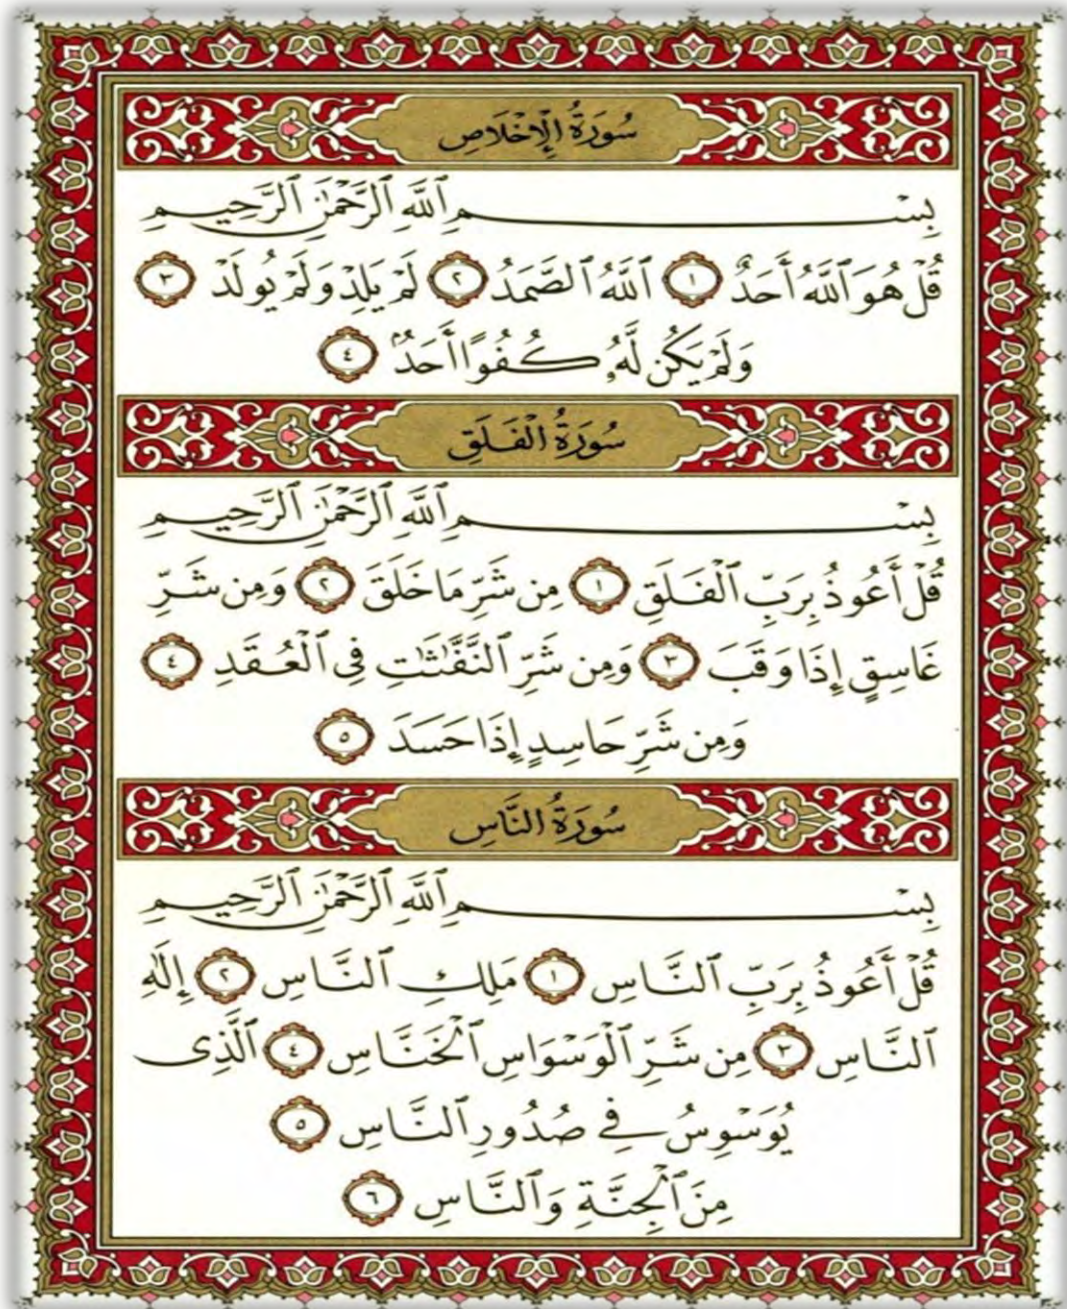 سُورَةُ الْإِخْلَاصِ
بِسْمِ ٱللَّهِ ٱلرَّحْمَٰنِ ٱلرَّحِيمِ
قُلْ هُوَ ٱللَّهُ أَحَدٌ ١ ٱللَّهُ ٱلصَّمَدُ ٢ لَمْ يَلِدْ وَلَمْ يُولَدْ ٣
وَلَمْ يَكُن لَّهُۥ كُفُوًا أَحَدٌۢ ٤
سُورَةُ الْفَلَقِ
بِسْمِ ٱللَّهِ ٱلرَّحْمَٰنِ ٱلرَّحِيمِ
قُلْ أَعُوذُ بِرَبِّ ٱلْفَلَقِ ١ مِن شَرِّ مَا خَلَقَ ٢ وَمِن شَرِّ
غَاسِقٍ إِذَا وَقَبَ ٣ وَمِن شَرِّ ٱلنَّفَّٰثَٰتِ فِى ٱلْعُقَدِ ٤
وَمِن شَرِّ حَاسِدٍ إِذَا حَسَدَ ٥
سُورَةُ النَّاسِ
بِسْمِ ٱللَّهِ ٱلرَّحْمَٰنِ ٱلرَّحِيمِ
قُلْ أَعُوذُ بِرَبِّ ٱلنَّاسِ ١ مَلِكِ ٱلنَّاسِ ٢ إِلَٰهِ
ٱلنَّاسِ ٣ مِن شَرِّ ٱلْوَسْوَاسِ ٱلْخَنَّاسِ ٤ ٱلَّذِى
يُوَسْوِسُ فِى صُدُورِ ٱلنَّاسِ ٥
مِنَ ٱلْجِنَّةِ وَٱلنَّاسِ ٦